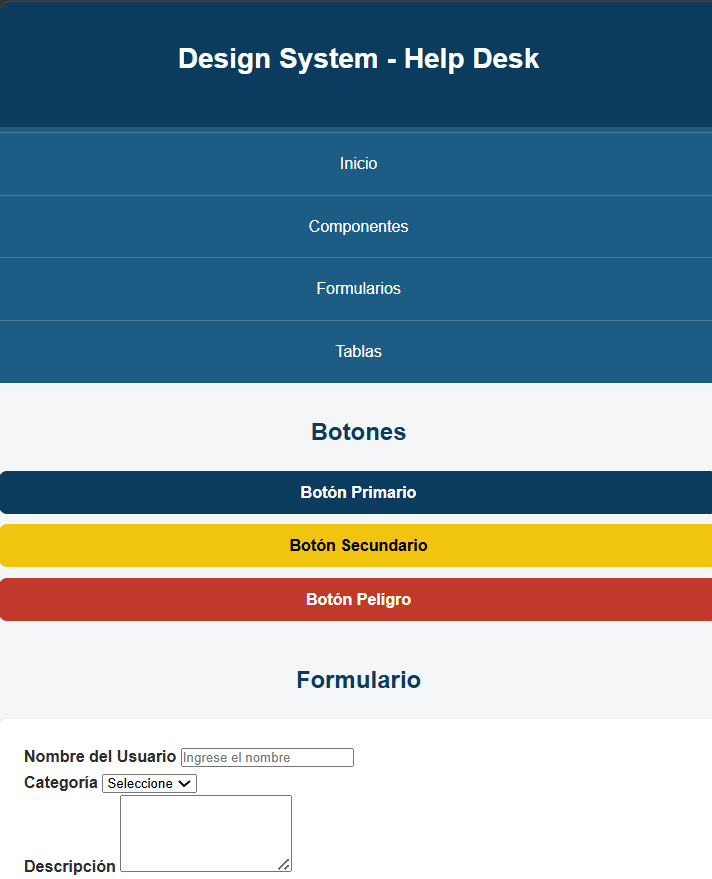 Design System - Help Desk
Inicio
Componentes
Formularios
Tablas
Botones
Botón Primario
Botón Secundario
Botón Peligro
Formulario
Nombre del Usuario Ingrese el nombre
Categoría Seleccione
Descripción